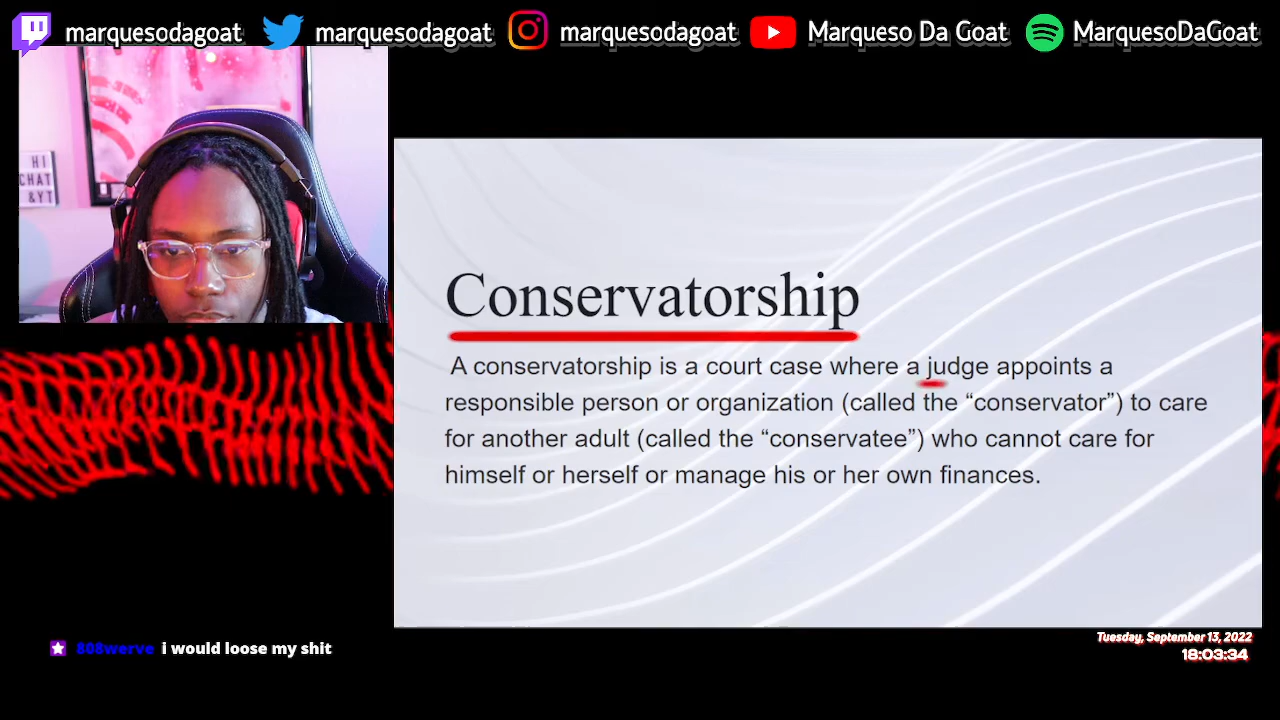 marquesodagoat
marquesodagoat
marquesodagoat
Marqueso Da Goat
MarquesoDaGoat
HI
CHAT
&YT
Conservatorship
A conservatorship is a court case where a judge appoints a
responsible person or organization (called the “conservator”) to care
for another adult (called the “conservatee”) who cannot care for
himself or herself or manage his or her own finances.
808werve i would loose my shit
Tuesday, September 13, 2022
18:03:34